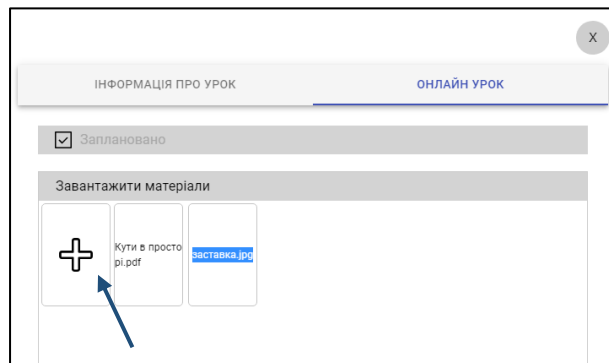 X
ІНФОРМАЦІЯ ПРО УРОК
ОНЛАЙН УРОК
Заплановано
Завантажити матеріали
Кути в просто
рі.pdf
заставка.jpg